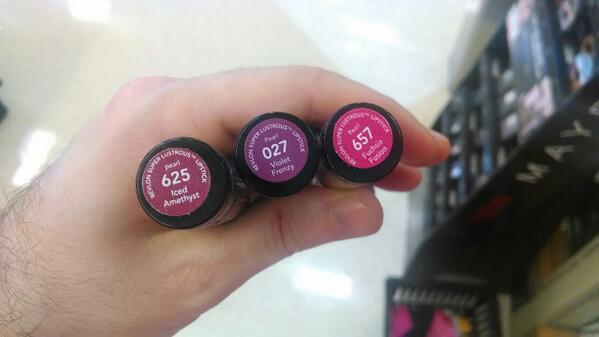 REVLON SUPER LUSTROUS™ LIPSTICK
Pearl
625
Iced
Amethyst
REVLON SUPER LUSTROUS™ LIPSTICK
Pearl
027
Violet
Frenzy
REVLON SUPER LUSTROUS™ LIPSTICK
Pearl
657
Fuchsia
Fusion
MAYB